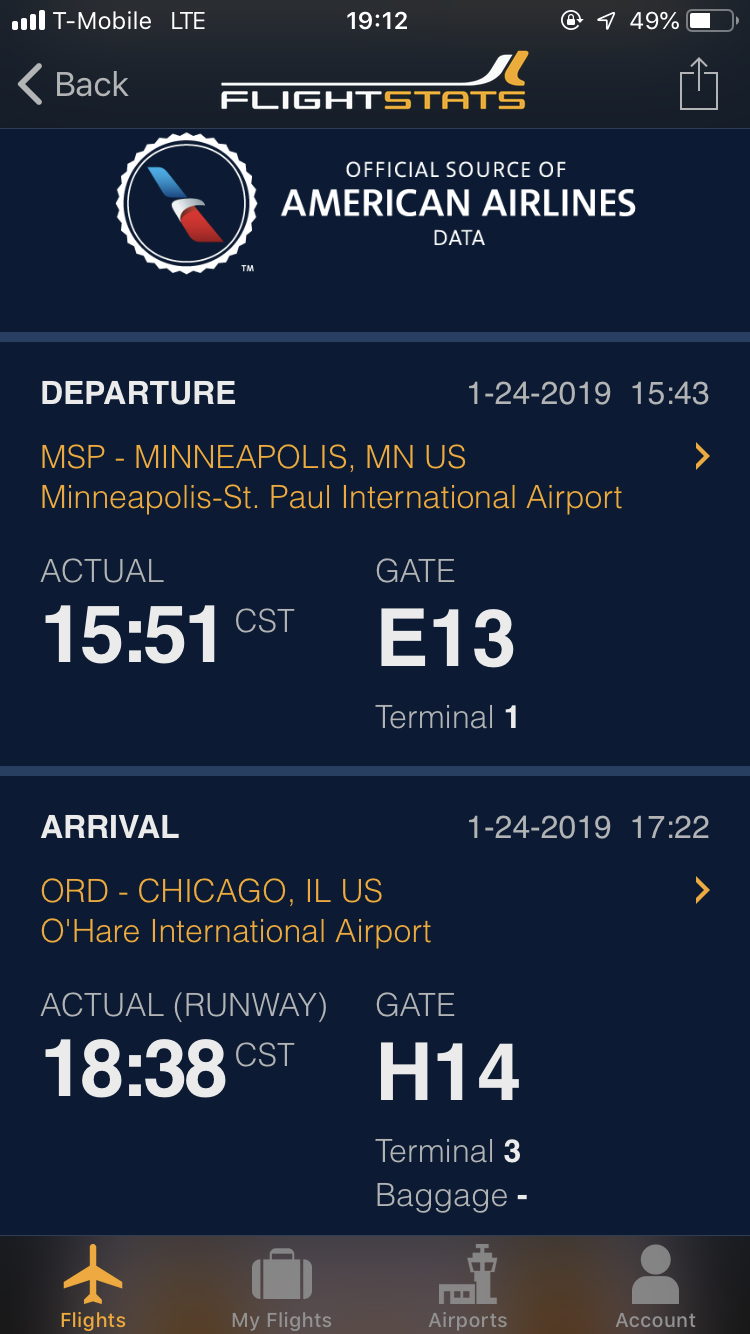 T-Mobile LTE 19:12 49%
Back FLIGHTSTATS
OFFICIAL SOURCE OF
AMERICAN AIRLINES
DATA
TM
DEPARTURE 1-24-2019 15:43
MSP - MINNEAPOLIS, MN US
Minneapolis-St. Paul International Airport
ACTUAL GATE
15:51 CST E13
Terminal 1
ARRIVAL 1-24-2019 17:22
ORD - CHICAGO, IL US
O'Hare International Airport
ACTUAL (RUNWAY) GATE
18:38 CST H14
Terminal 3
Baggage -
Flights My Flights Airports Account